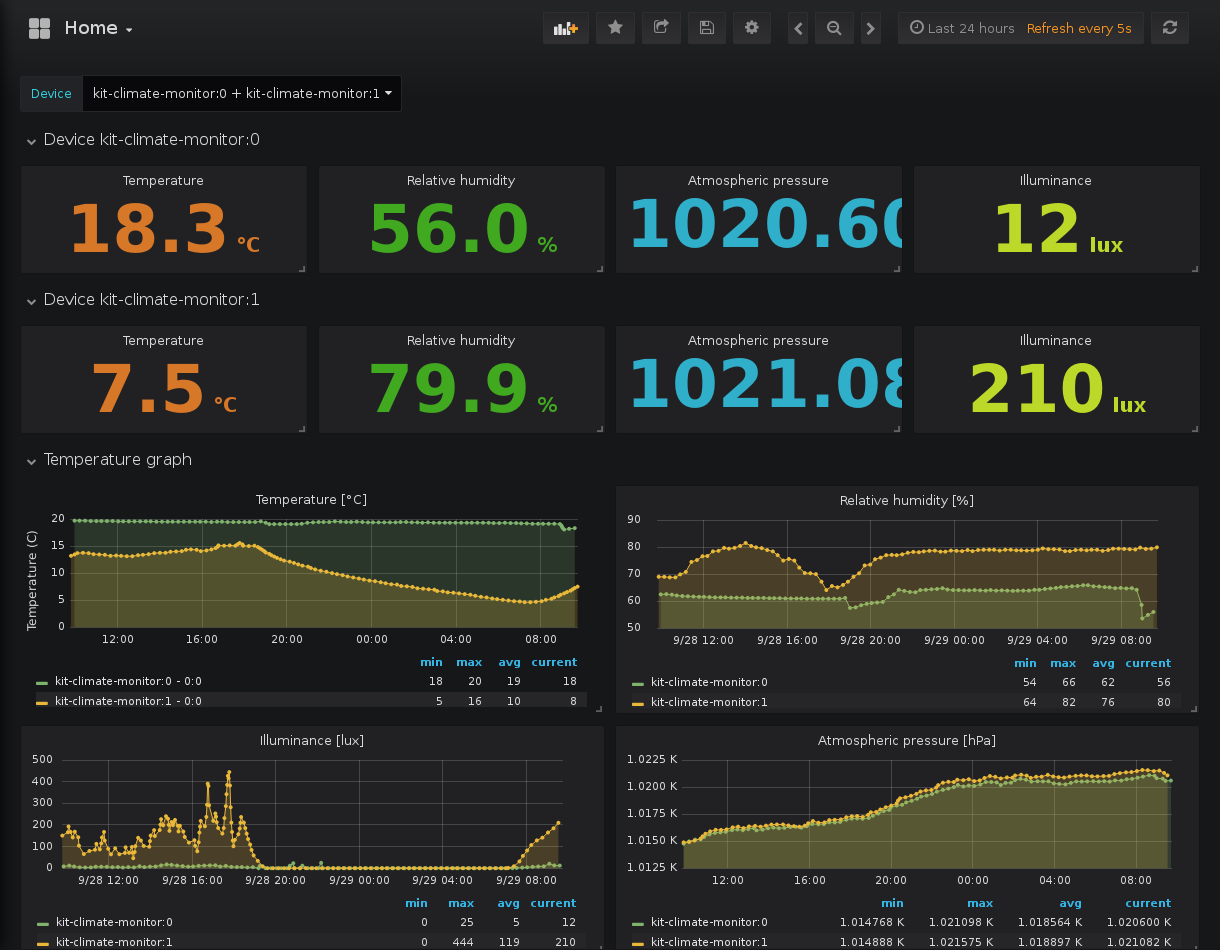 Home
Last 24 hours Refresh every 5s
Device kit-climate-monitor:0 + kit-climate-monitor:1
Device kit-climate-monitor:0
Temperature Relative humidity Atmospheric pressure Illuminance
18.3 °C 56.0 % 1020.60 12 lux
Device kit-climate-monitor:1
Temperature Relative humidity Atmospheric pressure Illuminance
7.5 °C 79.9 % 1021.08 210 lux
Temperature graph
Temperature [°C]
Temperature (C)
20
15
10
5
0
12:00 16:00 20:00 00:00 04:00 08:00
min max avg current
kit-climate-monitor:0 - 0:0 18 20 19 18
kit-climate-monitor:1 - 0:0 5 16 10 8
Relative humidity [%]
90
80
70
60
50
9/28 12:00 9/28 16:00 9/28 20:00 9/29 00:00 9/29 04:00 9/29 08:00
min max avg current
kit-climate-monitor:0 54 66 62 56
kit-climate-monitor:1 64 82 76 80
Illuminance [lux]
500
400
300
200
100
0
9/28 12:00 9/28 16:00 9/28 20:00 9/29 00:00 9/29 04:00 9/29 08:00
min max avg current
kit-climate-monitor:0 0 25 5 12
kit-climate-monitor:1 0 444 119 210
Atmospheric pressure [hPa]
1.0225 K
1.0200 K
1.0175 K
1.0150 K
1.0125 K
12:00 16:00 20:00 00:00 04:00 08:00
min max avg current
kit-climate-monitor:0 1.014768 K 1.021098 K 1.018564 K 1.020600 K
kit-climate-monitor:1 1.014888 K 1.021575 K 1.018897 K 1.021082 K